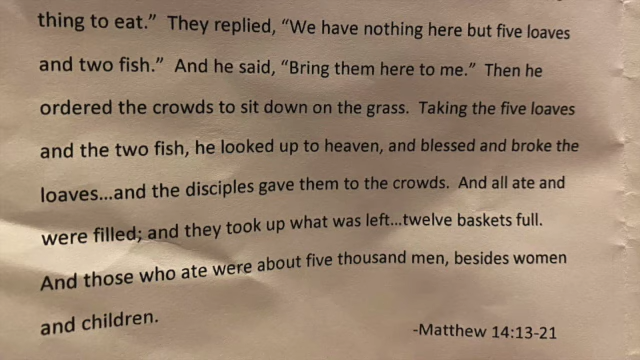 thing to eat.” They replied, “We have nothing here but five loaves
and two fish.” And he said, “Bring them here to me.” Then he
ordered the crowds to sit down on the grass. Taking the five loaves
and the two fish, he looked up to heaven, and blessed and broke the
loaves...and the disciples gave them to the crowds. And all ate and
were filled; and they took up what was left...twelve baskets full.
And those who ate were about five thousand men, besides women
and children.
-Matthew 14:13-21